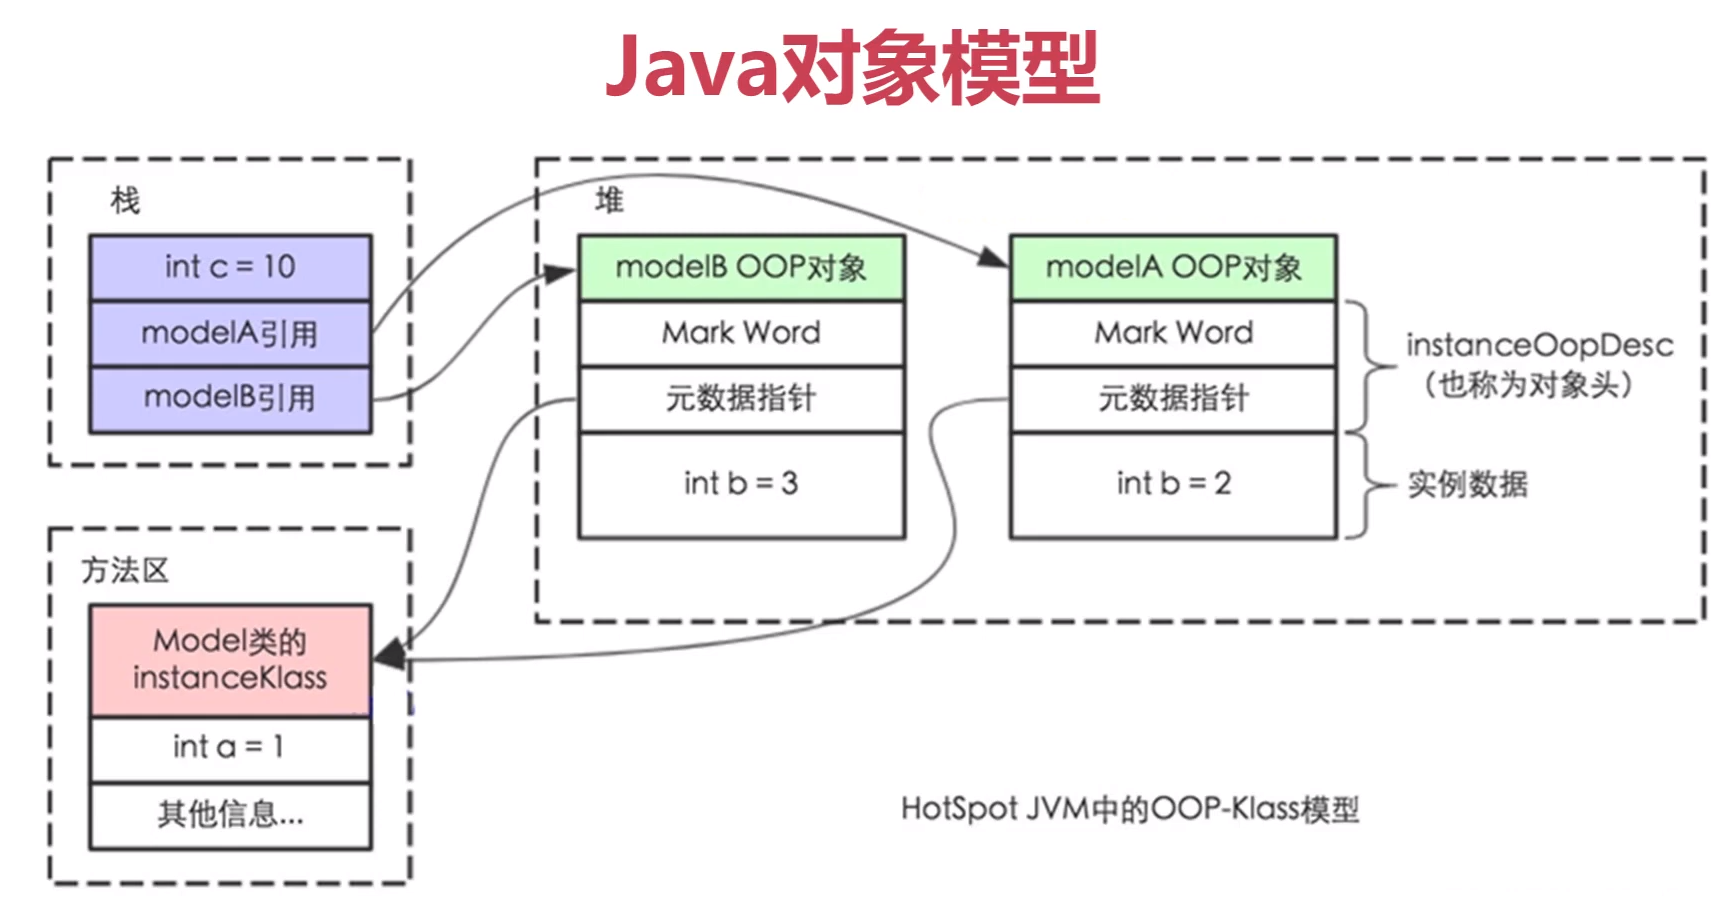 Java对象模型
栈
int c = 10
modelA引用
modelB引用
堆
modelB OOP对象
Mark Word
元数据指针
int b = 3
modelA OOP对象
Mark Word
元数据指针
int b = 2
instanceOopDesc
（也称为对象头）
实例数据
方法区
Model类的
instanceKlass
int a = 1
其他信息...
HotSpot JVM中的OOP-Klass模型